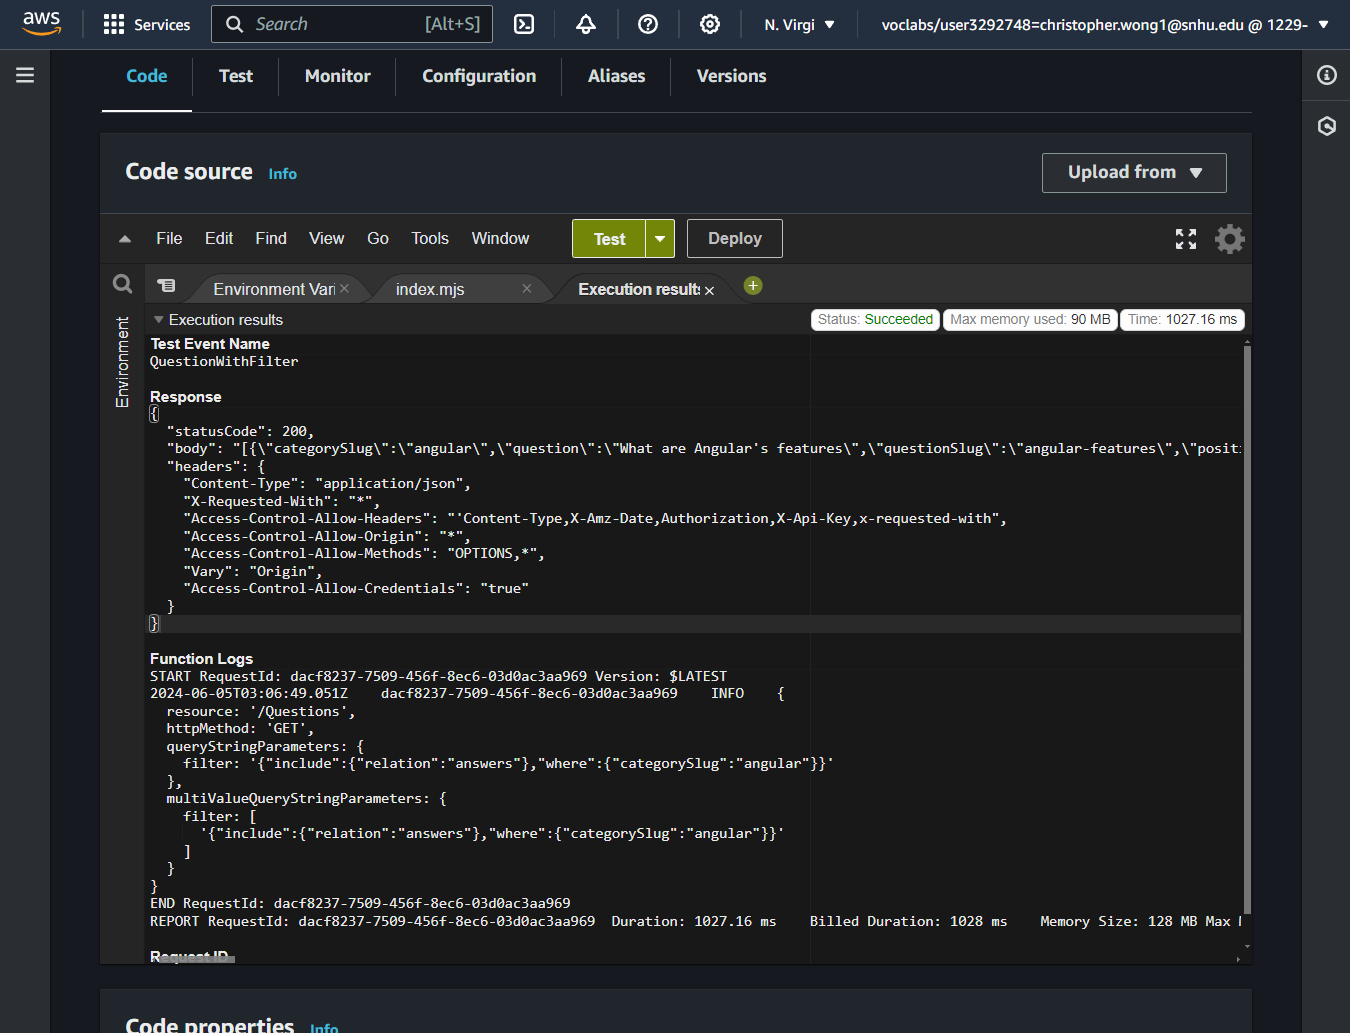 aws
Services
Search [Alt+S]
N. Virgi
voclabs/user3292748=christopher.wong1@snhu.edu @ 1229-
Code Test Monitor Configuration Aliases Versions
Code source Info
Upload from
File Edit Find View Go Tools Window Test Deploy
Environment Vari index.mjs Execution results
Environment
Execution results
Status: Succeeded Max memory used: 90 MB Time: 1027.16 ms
Test Event Name
QuestionWithFilter
Response
{
"statusCode": 200,
"body": "[{\"categorySlug\":\"angular\",\"question\":\"What are Angular's features\",\"questionSlug\":\"angular-features\",\"positi
"headers": {
"Content-Type": "application/json",
"X-Requested-With": "*",
"Access-Control-Allow-Headers": "'Content-Type,X-Amz-Date,Authorization,X-Api-Key,x-requested-with",
"Access-Control-Allow-Origin": "*",
"Access-Control-Allow-Methods": "OPTIONS,*",
"Vary": "Origin",
"Access-Control-Allow-Credentials": "true"
}
}
Function Logs
START RequestId: dacf8237-7509-456f-8ec6-03d0ac3aa969 Version: $LATEST
2024-06-05T03:06:49.051Z dacf8237-7509-456f-8ec6-03d0ac3aa969 INFO {
resource: '/Questions',
httpMethod: 'GET',
queryStringParameters: {
filter: '{"include":{"relation":"answers"},"where":{"categorySlug":"angular"}}'
},
multiValueQueryStringParameters: {
filter: [
'{"include":{"relation":"answers"},"where":{"categorySlug":"angular"}}'
]
}
}
END RequestId: dacf8237-7509-456f-8ec6-03d0ac3aa969
REPORT RequestId: dacf8237-7509-456f-8ec6-03d0ac3aa969 Duration: 1027.16 ms Billed Duration: 1028 ms Memory Size: 128 MB Max
Request ID
Code properties Info